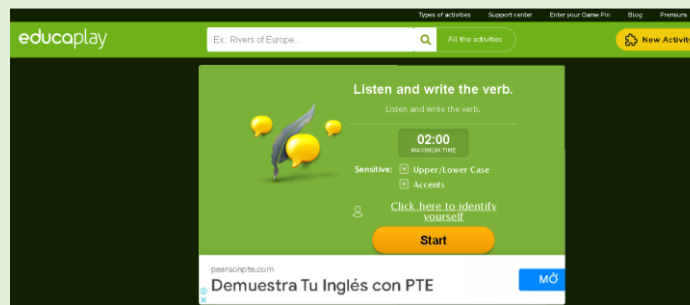 Types of activities Support center Enter your Game Pin Blog Premiums
educaplay
Ex.: Rivers of Europe...
All the activities
New Activity
Listen and write the verb.
Listen and write the verb.
02:00
MAXIMUM TIME
Sensitive: Upper/Lower Case
Accents
Click here to identify
yourself
Start
pearsonpte.com
Demuestra Tu Inglés con PTE
MỞ